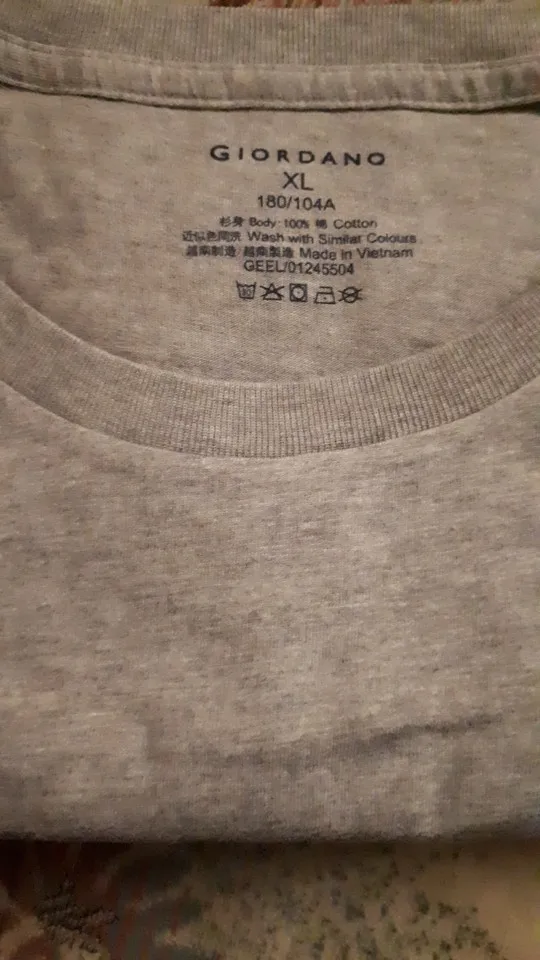 GIORDANO
XL
180/104A
衫身 Body 100% 棉 Cotton
近似色同洗 Wash with Similar Colours
越南制造 越南製造 Made in Vietnam
GEEL/01245504